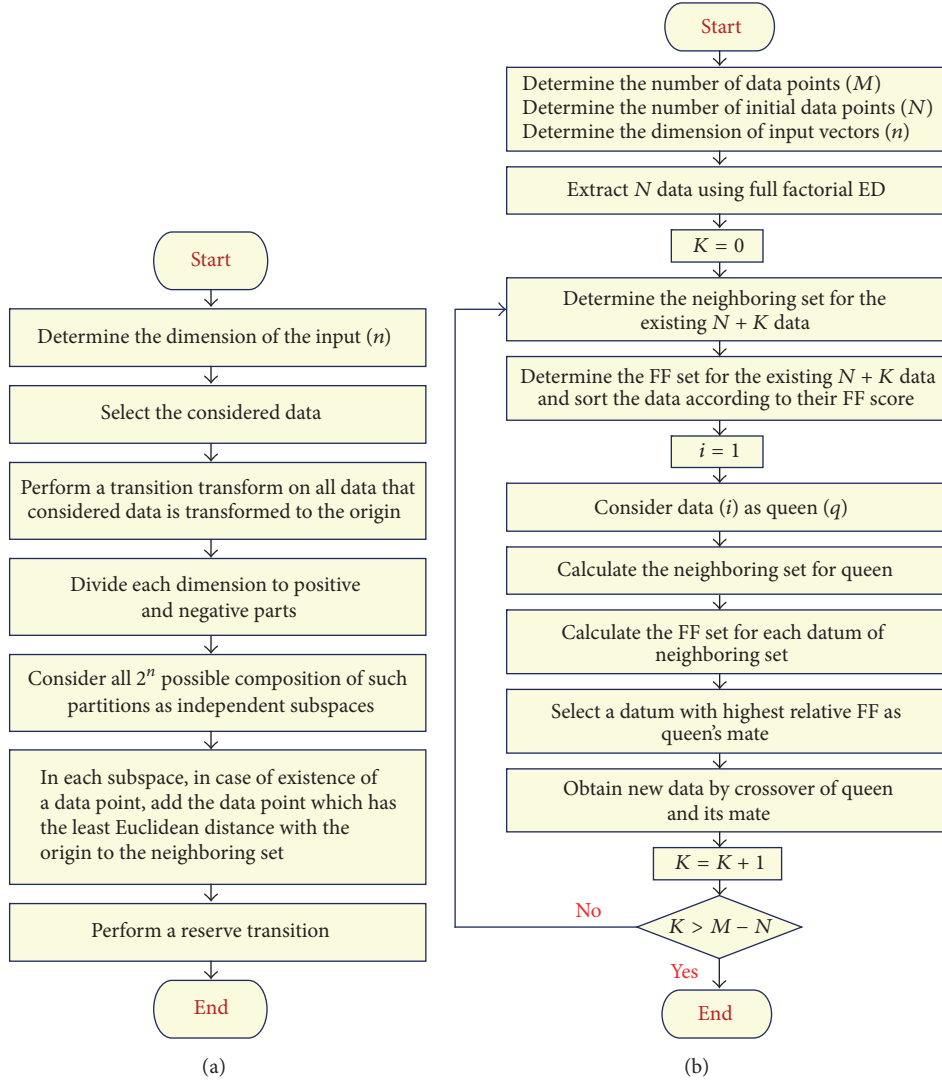 Start
Determine the dimension of the input (n)
Select the considered data
Perform a transition transform on all data that
considered data is transformed to the origin
Divide each dimension to positive
and negative parts
Consider all 2ⁿ possible composition of such
partitions as independent subspaces
In each subspace, in case of existence of
a data point, add the data point which has
the least Euclidean distance with the
origin to the neighboring set
Perform a reserve transition
End
(a)
Start
Determine the number of data points (M)
Determine the number of initial data points (N)
Determine the dimension of input vectors (n)
Extract N data using full factorial ED
K = 0
Determine the neighboring set for the
existing N + K data
Determine the FF set for the existing N + K data
and sort the data according to their FF score
i = 1
Consider data (i) as queen (q)
Calculate the neighboring set for queen
Calculate the FF set for each datum of
neighboring set
Select a datum with highest relative FF as
queen's mate
Obtain new data by crossover of queen
and its mate
K = K + 1
No
K > M − N
Yes
End
(b)